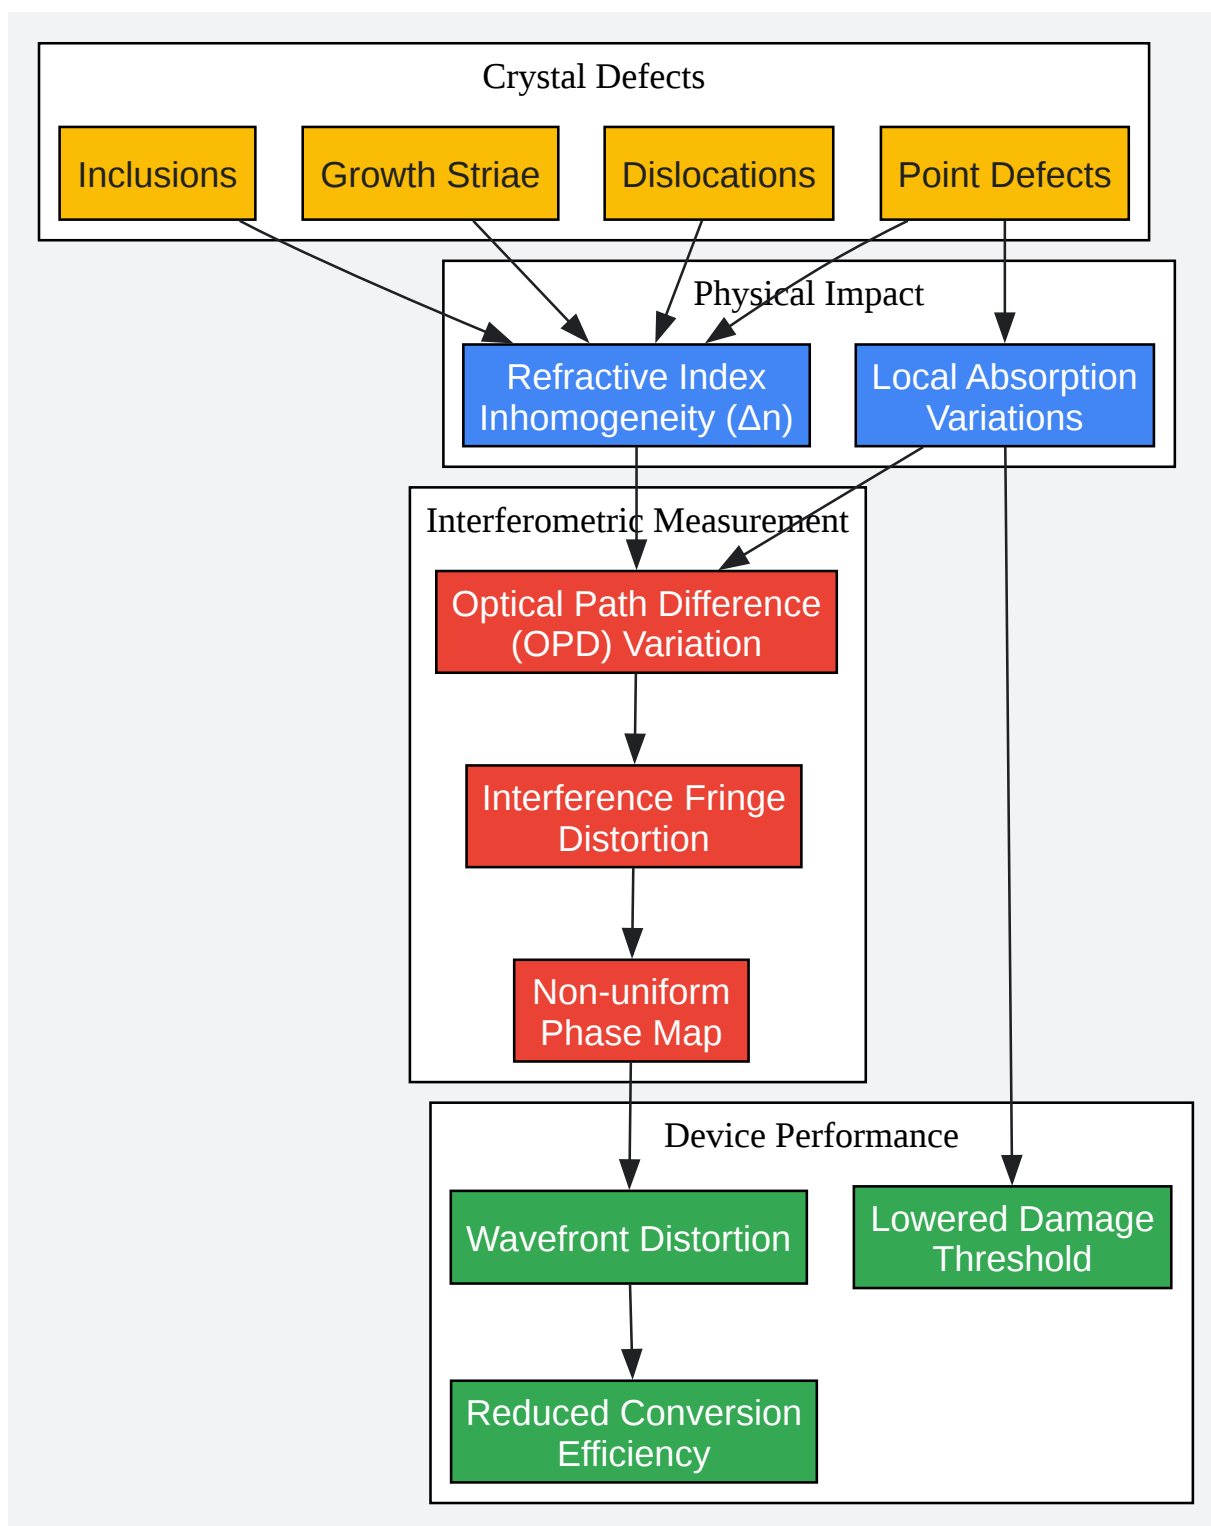 Crystal Defects
Inclusions
Growth Striae
Dislocations
Point Defects
Physical Impact
Refractive Index
Inhomogeneity (Δn)
Local Absorption
Variations
Interferometric Measurement
Optical Path Difference
(OPD) Variation
Interference Fringe
Distortion
Non-uniform
Phase Map
Device Performance
Wavefront Distortion
Lowered Damage
Threshold
Reduced Conversion
Efficiency